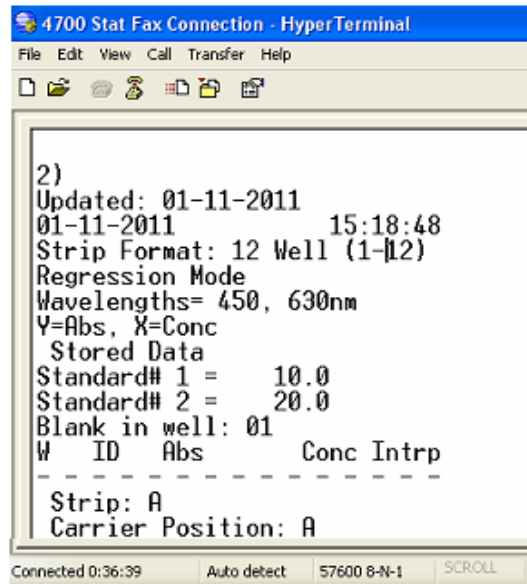 4700 Stat Fax Connection - HyperTerminal
File Edit View Call Transfer Help
2)
Updated: 01-11-2011
01-11-2011 15:18:48
Strip Format: 12 Well (1-12)
Regression Mode
Wavelengths= 450, 630nm
Y=Abs, X=Conc
Stored Data
Standard# 1 = 10.0
Standard# 2 = 20.0
Blank in well: 01
W ID Abs Conc Intrp
- - - - - - - - - - - - - - - - -
Strip: A
Carrier Position: A
Connected 0:36:39 Auto detect 57600 8-N-1 SCROLL